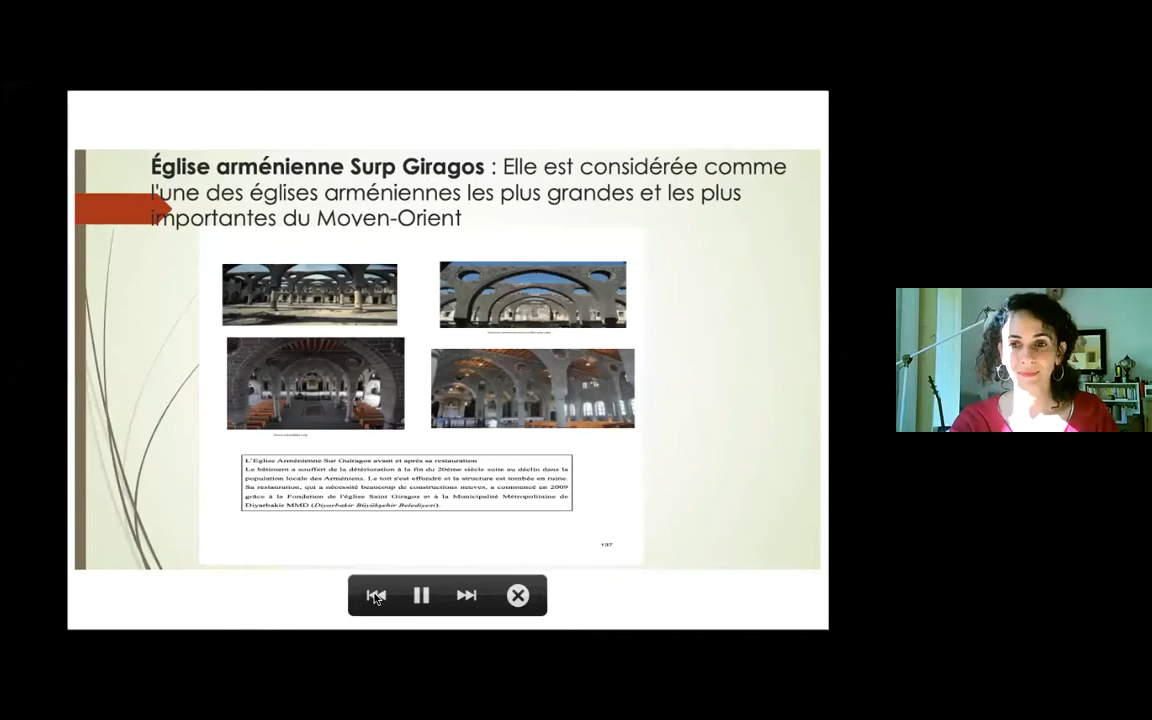 Église arménienne Surp Giragos : Elle est considérée comme
l'une des églises arméniennes les plus grandes et les plus
importantes du Moyen-Orient
L'Eglise Arménienne Sur Guiragos avant et après sa restauration
Le bâtiment a souffert de la détérioration à la fin du 20ème siècle suite au déclin dans la
population locale des Arméniens. Le toit s'est effondré et la structure est tombée en ruine.
Sa restauration, qui a nécessité beaucoup de constructions neuves, a commencé en 2009
grâce à la Fondation de l'église Saint Giragos et à la Municipalité Métropolitaine de
Diyarbakir MMD (Diyarbakir Büyükşehir Belediyesi).
137